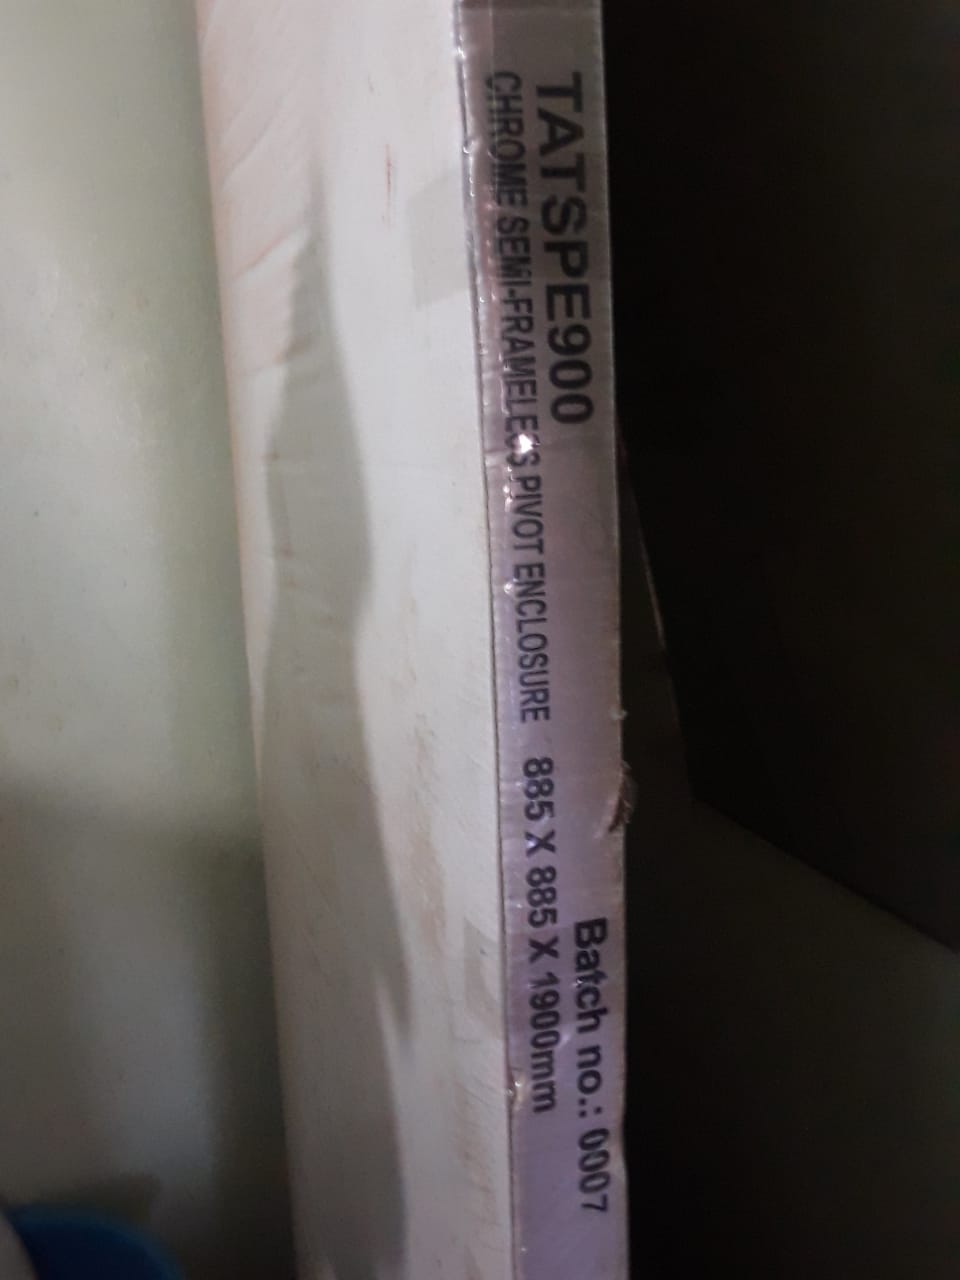 TATSPE900
Batch no.: 0007
CHROME SEMI-FRAMELESS PIVOT ENCLOSURE 885 X 885 X 1900mm